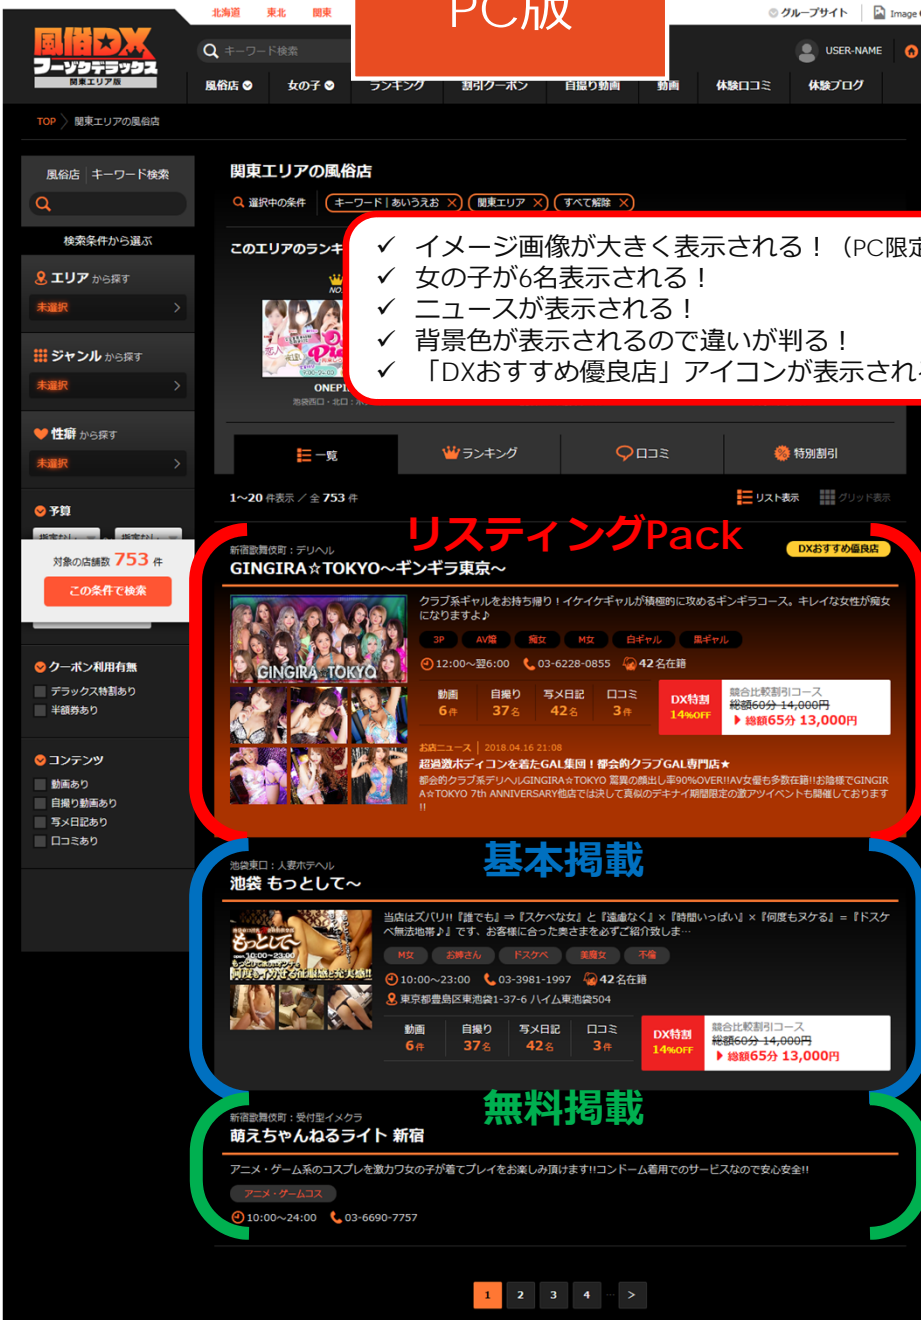 PC版
北海道 東北 関東
グループサイト Image
風俗★DX
フーゾクデラックス
関東エリア版
キーワード検索
USER-NAME
風俗店 女の子 ランキング 割引クーポン 自撮り動画 動画 体験口コミ 体験ブログ
TOP 〉 関東エリアの風俗店
風俗店 キーワード検索
検索条件から選ぶ
エリア から探す
未選択 >
ジャンル から探す
未選択 >
性癖 から探す
未選択 >
予算
対象の店舗数 753 件
この条件で検索
クーポン利用有無
デラックス特割あり
半額券あり
コンテンツ
動画あり
自撮り動画あり
写メ日記あり
口コミあり
関東エリアの風俗店
選択中の条件 キーワード | あいうえお × 関東エリア × すべて解除 ×
このエリアのランキ
✓ イメージ画像が大きく表示される！（PC限定
✓ 女の子が6名表示される！
✓ ニュースが表示される！
✓ 背景色が表示されるので違いが判る！
✓ 「DXおすすめ優良店」アイコンが表示され
NO.
ONEPI
池袋西口・北口：
一覧 ランキング 口コミ 特別割引
1～20 件表示 ／ 全 753 件
リスト表示 グリッド表示
リスティングPack
新宿歌舞伎町：デリヘル
DXおすすめ優良店
GINGIRA☆TOKYO～ギンギラ東京～
GINGIRA☆TOKYO
クラブ系ギャルをお持ち帰り！イケイケギャルが積極的に攻めるギンギラコース。キレイな女性が痴女
になりますよ♪
3P AV嬢 痴女 M女 白ギャル 黒ギャル
12:00～翌6:00 03-6228-0855 42名在籍
動画 自撮り 写メ日記 口コミ
6件 37名 42名 3件
DX特割
14%OFF
競合比較割引コース
総額60分 14,000円
総額65分 13,000円
お店ニュース | 2018.04.16 21:08
超過激ボディコンを着たGAL集団！都会的クラブGAL専門店★
都会的クラブ系デリヘルGINGIRA☆TOKYO 驚異の顔出し率90%OVER!!AV女優も多数在籍!!お陰様でGINGIR
A☆TOKYO 7th ANNIVERSARY他店では決して真似のデキナイ期間限定の激アツイベントも開催しております
!!
基本掲載
池袋東口：人妻ホテヘル
池袋 もっとして～
もっとして～
open.10:00～23:00
当店はズバリ!!『誰でも』⇒『スケベな女』と『遠慮なく』×『時間いっぱい』×『何度もヌケる』=『ドスケ
ベ無法地帯♪』です、お客様に合った奥さまを必ずご紹介致しま…
M女 お姉さん ドスケベ 美魔女 不倫
10:00～23:00 03-3981-1997 42名在籍
東京都豊島区東池袋1-37-6 ハイム東池袋504
動画 自撮り 写メ日記 口コミ
6件 37名 42名 3件
DX特割
14%OFF
競合比較割引コース
総額60分 14,000円
総額65分 13,000円
無料掲載
新宿歌舞伎町：受付型イメクラ
萌えちゃんねるライト 新宿
アニメ・ゲーム系のコスプレを激カワ女の子が着てプレイをお楽しみ頂けます!!コンドーム着用でのサービスなので安心安全!!
アニメ・ゲームコス
10:00～24:00 03-6690-7757
1 2 3 4 … >